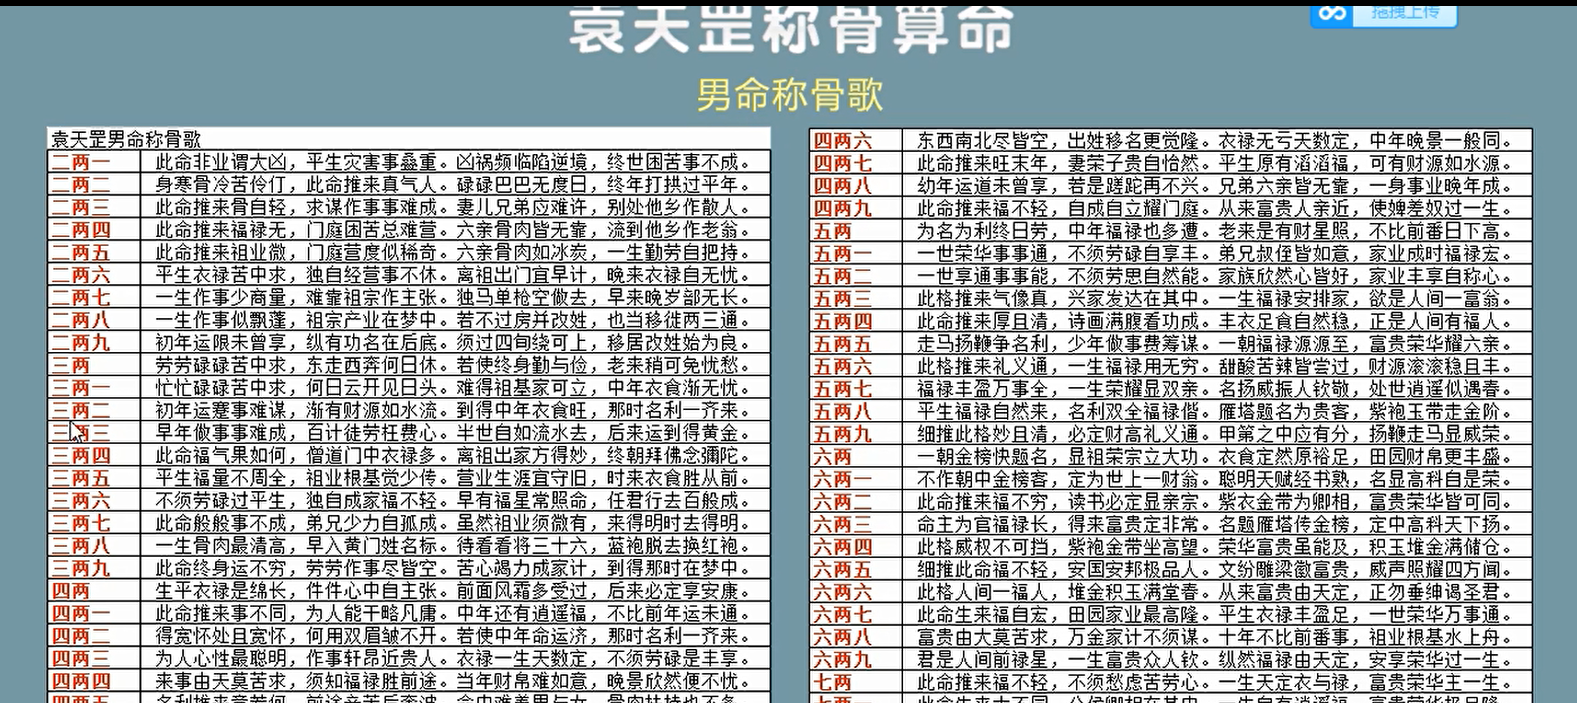 袁天罡称骨算命
拖拽上传
男命称骨歌
袁天罡男命称骨歌
二两一 此命非业谓大凶，平生灾害事叠重。凶祸频临陷逆境，终世困苦事不成。
二两二 身寒骨冷苦伶仃，此命推来真气人。碌碌巴巴无度日，终年打拱过平年。
二两三 此命推来骨自轻，求谋作事事难成。妻儿兄弟应难许，别处他乡作散人。
二两四 此命推来福禄无，门庭困苦总难营。六亲骨肉皆无靠，流到他乡作老翁。
二两五 此命推来祖业微，门庭营度似稀奇。六亲骨肉如冰炭，一生勤劳自把持。
二两六 平生衣禄苦中求，独自经营事不休。离祖出门宜早计，晚来衣禄自无忧。
二两七 一生作事少商量，难靠祖宗作主张。独马单枪空做去，早来晚岁部无长。
二两八 一生作事似飘蓬，祖宗产业在梦中。若不过房并改姓，也当移徙两三通。
二两九 初年运限未曾享，纵有功名在后底。须过四旬绕可上，移居改姓始为良。
三两 劳劳碌碌苦中求，东走西奔何日休。若使终身勤与俭，老来稍可免忧愁。
三两一 忙忙碌碌苦中求，何日云开见日头。难得祖基家可立，中年衣食渐无忧。
三两二 初年运蹇事难谋，渐有财源如水流。到得中年衣食旺，那时名利一齐来。
三两三 早年做事事难成，百计徒劳枉费心。半世自如流水去，后来运到得黄金。
三两四 此命福气果如何，僧道门中衣禄多。离祖出家方得妙，终朝拜佛念彌陀。
三两五 平生福量不周全，祖业根基觉少传。营业生涯宜守旧，时来衣食胜从前。
三两六 不须劳碌过平生，独自成家福不轻。早有福星常照命，任君行去百般成。
三两七 此命般般事不成，弟兄少力自孤成。虽然祖业须微有，来得明时去得明。
三两八 一生骨肉最清高，早入黄门姓名标。待看看将三十六，蓝袍脱去换红袍。
三两九 此命终身运不穷，劳劳作事尽皆空。苦心竭力成家计，到得那时在梦中。
四两 生平衣禄是绵长，件件心中自主张。前面风霜多受过，后来必定享安康。
四两一 此命推来事不同，为人能干略凡庸。中年还有逍遥福，不比前年运未通。
四两二 得宽怀处且宽怀，何用双眉皱不开。若使中年命运济，那时名利一齐来。
四两三 为人心性最聪明，作事轩昂近贵人。衣禄一生天数定，不须劳碌是丰享。
四两四 来事由天莫苦求，须知福禄胜前途。当年财帛难如意，晚景欣然便不忧。
四两六 东西南北尽皆空，出姓移名更觉隆。衣禄无亏天数定，中年晚景一般同。
四两七 此命推来旺末年，妻荣子贵自怡然。平生原有滔滔福，可有财源如水源。
四两八 幼年运道未曾享，若是蹉跎再不兴。兄弟六亲皆无靠，一身事业晚年成。
四两九 此命推来福不轻，自成自立耀门庭。从来富贵人亲近，使婢差奴过一生。
五两 为名为利终日劳，中年福禄也多遭。老来是有财星照，不比前番日下高。
五两一 一世荣华事事通，不须劳碌自享丰。弟兄叔侄皆如意，家业成时福禄宏。
五两二 一世享通事事能，不须劳思自然能。家族欣然心皆好，家业丰享自称心。
五两三 此格推来气像真，兴家发达在其中。一生福禄安排家，欲是人间一富翁。
五两四 此命推来厚且清，诗画满腹看功成。丰衣足食自然稳，正是人间有福人。
五两五 走马扬鞭争名利，少年做事费筹谋。一朝福禄源源至，富贵荣华耀六亲。
五两六 此格推来礼义通，一生福禄用无穷。甜酸苦辣皆尝过，财源滚滚稳且丰。
五两七 福禄丰盈万事全，一生荣耀显双亲。名扬威振人钦敬，处世逍遥似遇春。
五两八 平生福禄自然来，名利双全福禄偕。雁塔题名为贵客，紫袍玉带走金阶。
五两九 细推此格妙且清，必定财高礼义通。甲第之中应有分，扬鞭走马显威荣。
六两 一朝金榜快题名，显祖荣宗立大功。衣食定然原裕足，田园财帛更丰盛。
六两一 不作朝中金榜客，定为世上一财翁。聪明天赋经书熟，名显高科自是荣。
六两二 此命推来福不穷，读书必定显亲宗。紫衣金带为卿相，富贵荣华皆可同。
六两三 命主为官福禄长，得来富贵定非常。名题雁塔传金榜，定中高科天下扬。
六两四 此格威权不可挡，紫袍金带坐高望。荣华富贵虽能及，积玉堆金满储仓。
六两五 细推此命福不轻，安国安邦极品人。文纷雕梁徽富贵，威声照耀四方闻。
六两六 此格人间一福人，堆金积玉满堂春。从来富贵由天定，正勿垂绅谒圣君。
六两七 此命生来福自宏，田园家业最高隆。平生衣禄丰盈足，一世荣华万事通。
六两八 富贵由大莫苦求，万金家计不须谋。十年不比前番事，祖业根基水上舟。
六两九 君是人间前禄星，一生富贵众人钦。纵然福禄由天定，安享荣华过一生。
七两 此命推来福不轻，不须愁虑苦劳心。一生天定衣与禄，富贵荣华主一生。